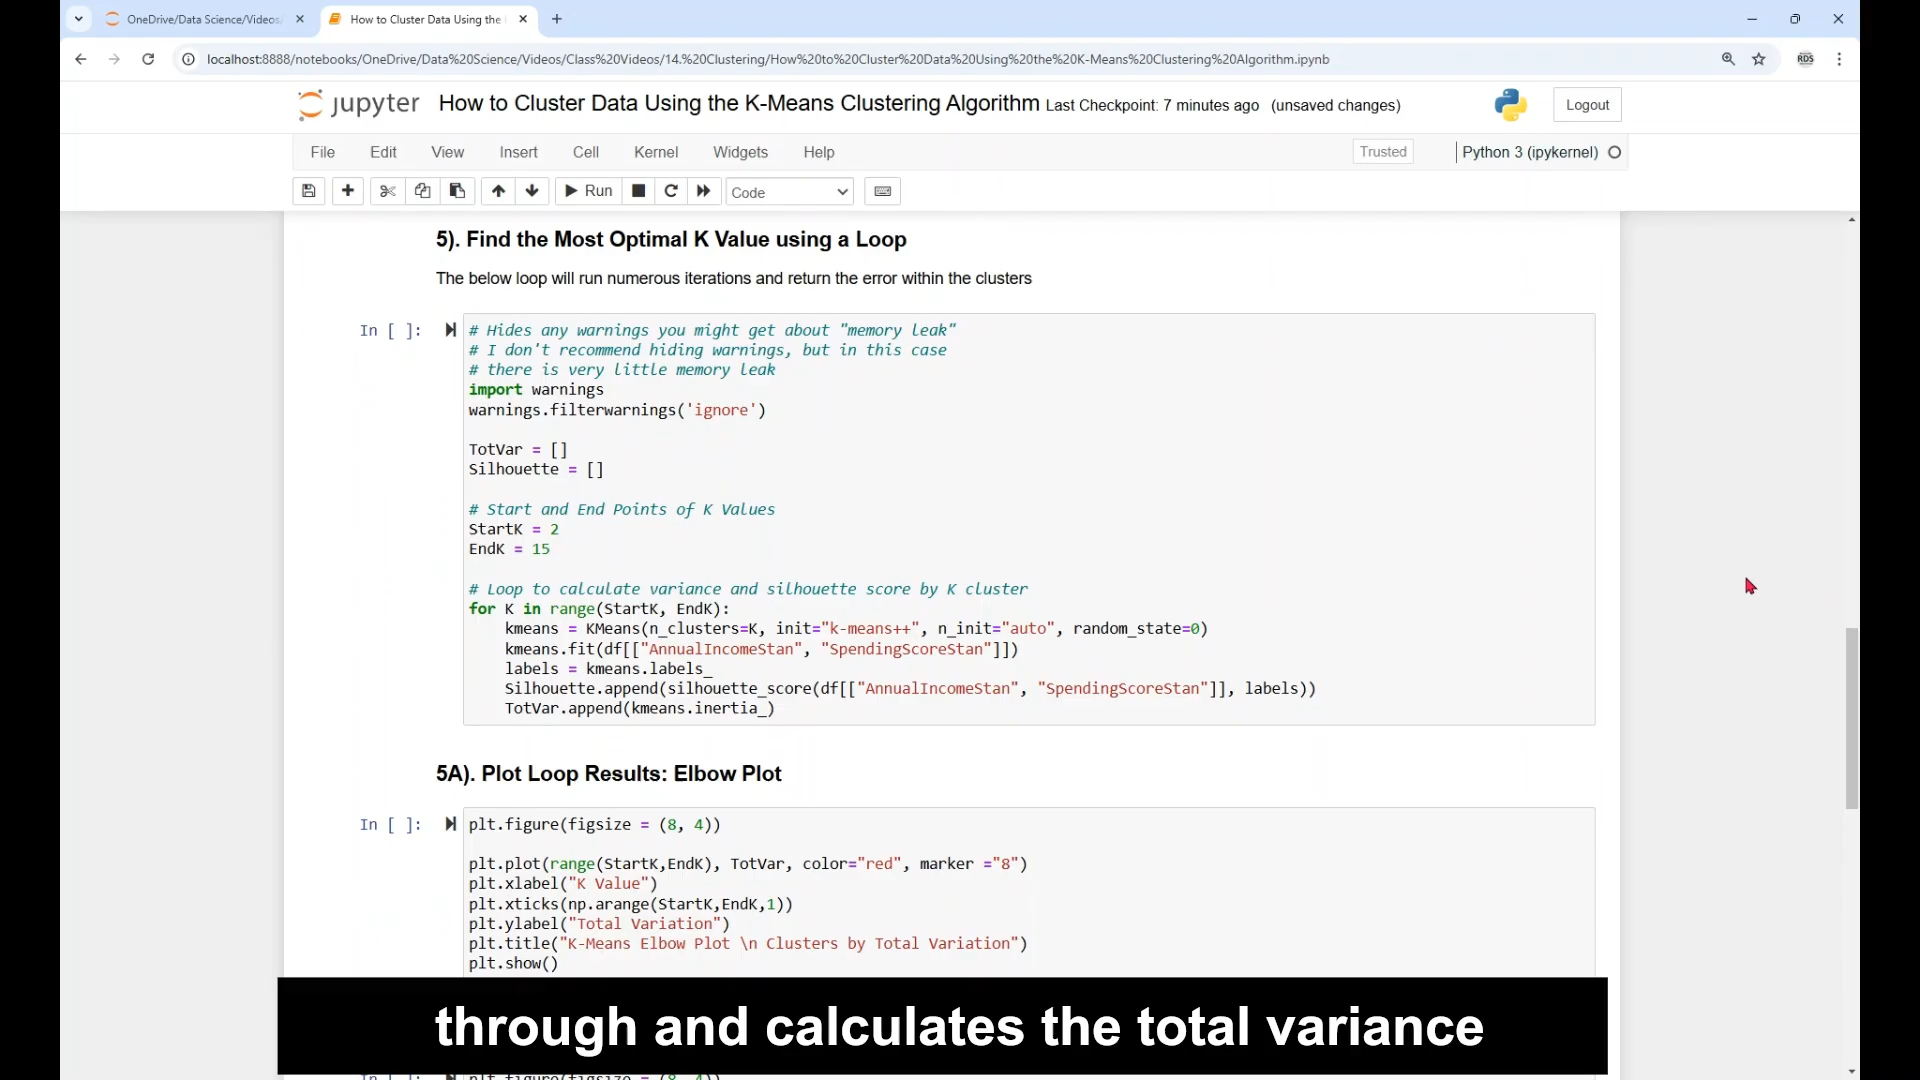 OneDrive/Data Science/Videos/
How to Cluster Data Using the
localhost:8888/notebooks/OneDrive/Data%20Science/Videos/Class%20Videos/14.%20Clustering/How%20to%20Cluster%20Data%20Using%20the%20K-Means%20Clustering%20Algorithm.ipynb
RDS
jupyter How to Cluster Data Using the K-Means Clustering Algorithm Last Checkpoint: 7 minutes ago (unsaved changes)
Logout
File Edit View Insert Cell Kernel Widgets Help
Trusted
Python 3 (ipykernel)
Run
Code
5). Find the Most Optimal K Value using a Loop
The below loop will run numerous iterations and return the error within the clusters
In [ ]:
# Hides any warnings you might get about "memory leak"
# I don't recommend hiding warnings, but in this case
# there is very little memory leak
import warnings
warnings.filterwarnings('ignore')
TotVar = []
Silhouette = []
# Start and End Points of K Values
StartK = 2
EndK = 15
# Loop to calculate variance and silhouette score by K cluster
for K in range(StartK, EndK):
kmeans = KMeans(n_clusters=K, init="k-means++", n_init="auto", random_state=0)
kmeans.fit(df[["AnnualIncomeStan", "SpendingScoreStan"]])
labels = kmeans.labels_
Silhouette.append(silhouette_score(df[["AnnualIncomeStan", "SpendingScoreStan"]], labels))
TotVar.append(kmeans.inertia_)
5A). Plot Loop Results: Elbow Plot
In [ ]:
plt.figure(figsize = (8, 4))
plt.plot(range(StartK,EndK), TotVar, color="red", marker ="8")
plt.xlabel("K Value")
plt.xticks(np.arange(StartK,EndK,1))
plt.ylabel("Total Variation")
plt.title("K-Means Elbow Plot \n Clusters by Total Variation")
plt.show()
through and calculates the total variance
In [ ]:
plt.figure(figsize = (8, 4))